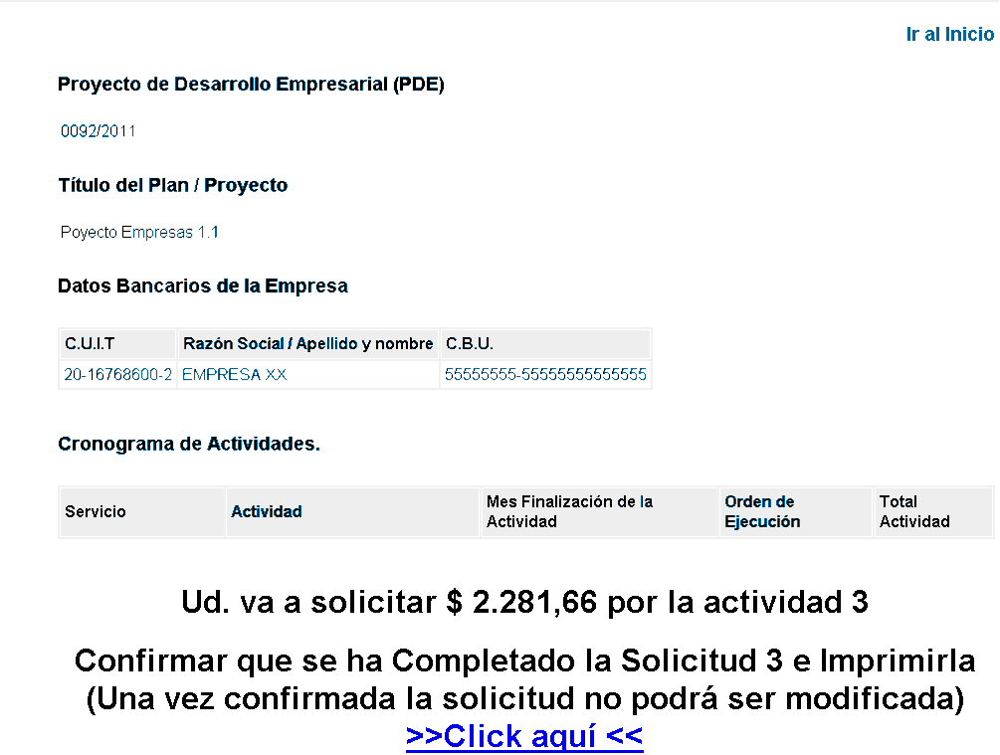 Ir al Inicio
Proyecto de Desarrollo Empresarial (PDE)
0092/2011
Título del Plan / Proyecto
Poyecto Empresas 1.1
Datos Bancarios de la Empresa
C.U.I.T Razón Social / Apellido y nombre C.B.U.
20-16768600-2 EMPRESA XX 55555555-55555555555555
Cronograma de Actividades.
Servicio Actividad Mes Finalización de la Actividad Orden de Ejecución Total Actividad
Ud. va a solicitar $ 2.281,66 por la actividad 3
Confirmar que se ha Completado la Solicitud 3 e Imprimirla
(Una vez confirmada la solicitud no podrá ser modificada)
>>Click aquí <<